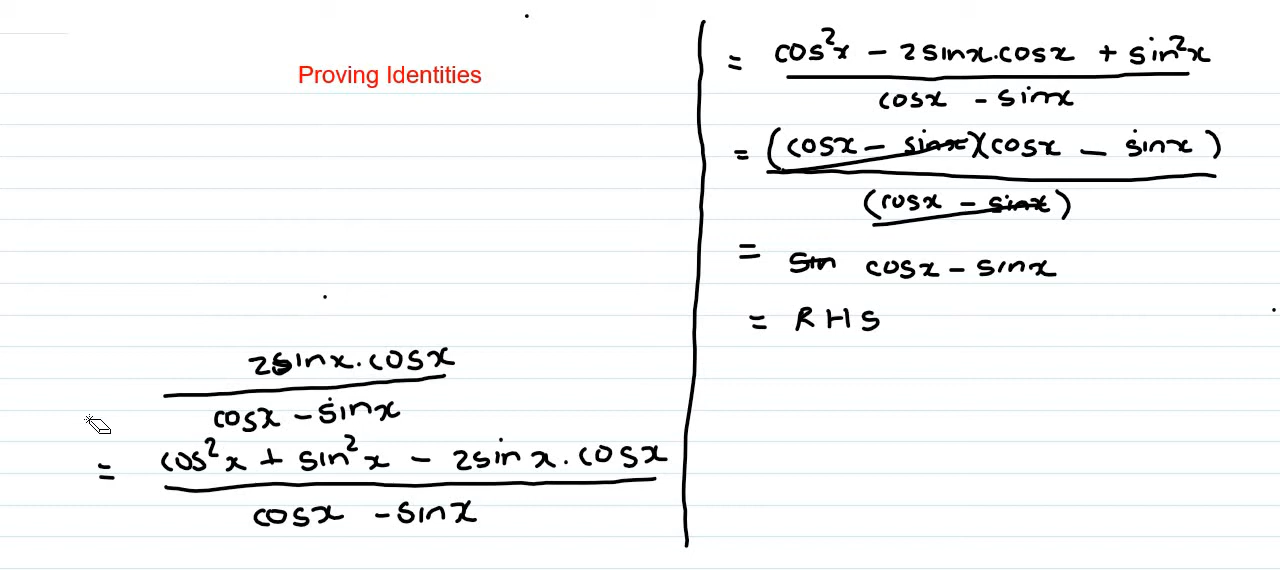 Proving Identities
2sinx.cosx
cosx - sinx
= cos²x + sin²x - 2sinx.cosx
cosx - sinx
= cos²x - 2sinx.cosx + sin²x
cosx - sinx
= (cosx - sinx)(cosx - sinx)
(cosx - sinx)
= sin cosx - sinx
= RHS